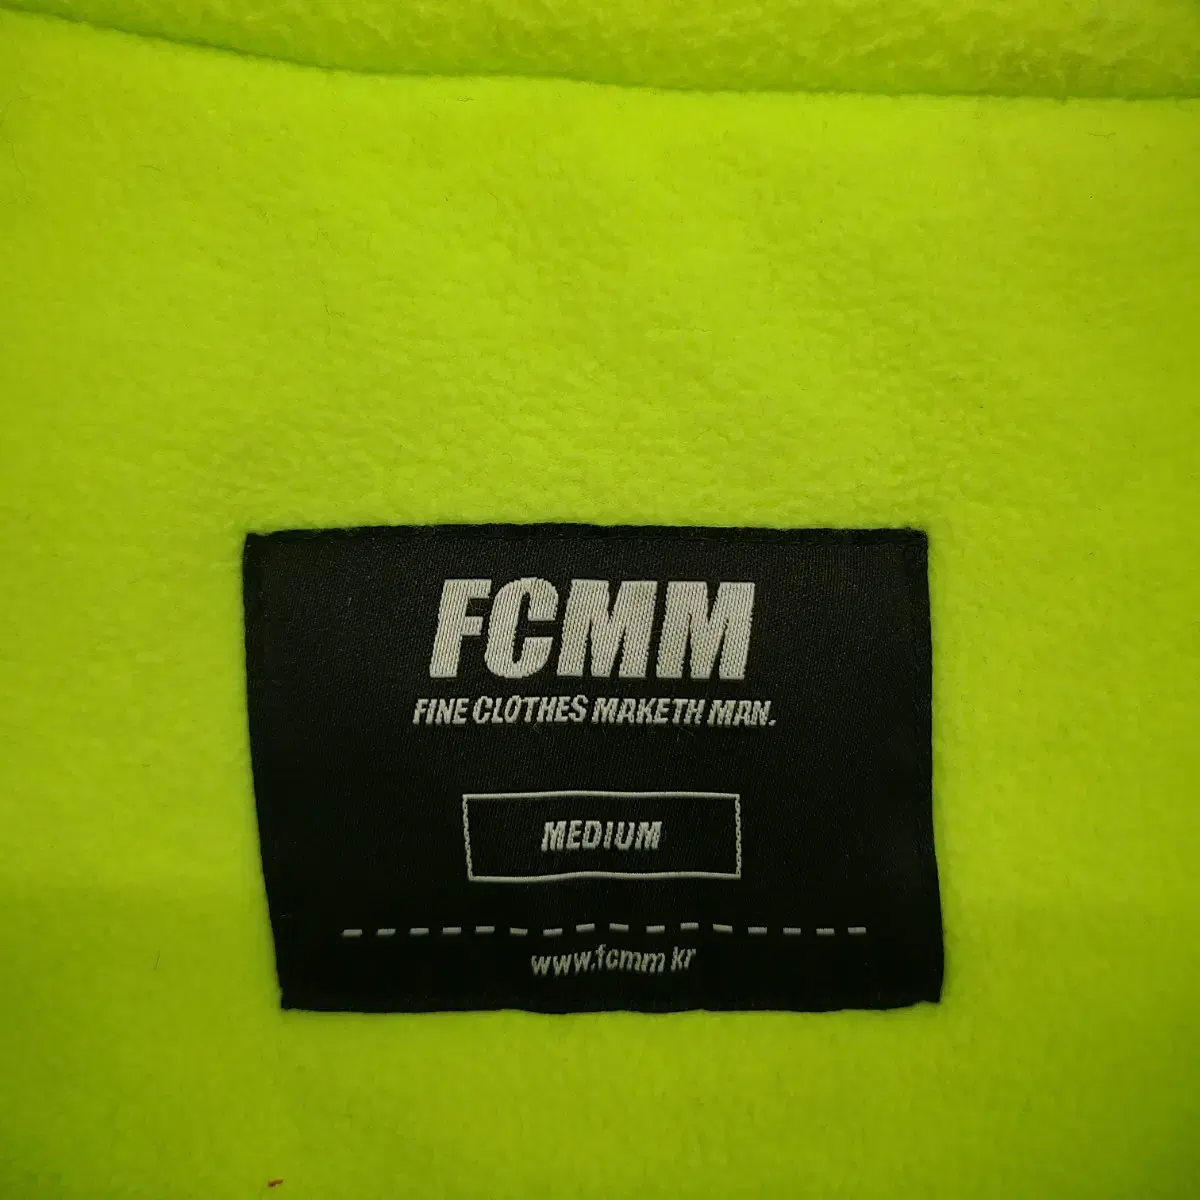 FCMM
FINE CLOTHES MAKETH MAN.
MEDIUM
www.fcmm.kr